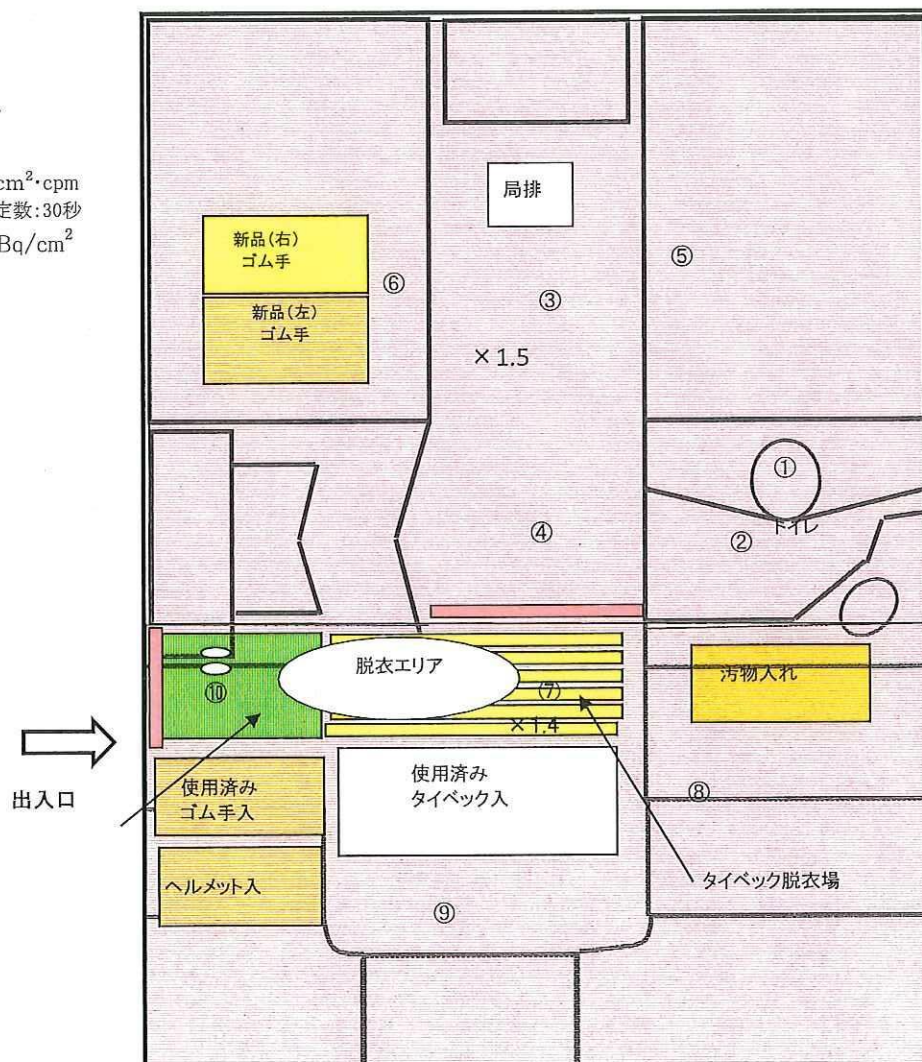 cm²・cpm
定数:30秒
Bq/cm²
局排
新品(右)
ゴム手
⑤
⑥
③
新品(左)
ゴム手
×1.5
①
④
②
トイレ
脱衣エリア
汚物入れ
⑩
⑦
×1.4
使用済み
タイベック入
出入口
使用済み
ゴム手入
⑧
ヘルメット入
タイベック脱衣場
⑨